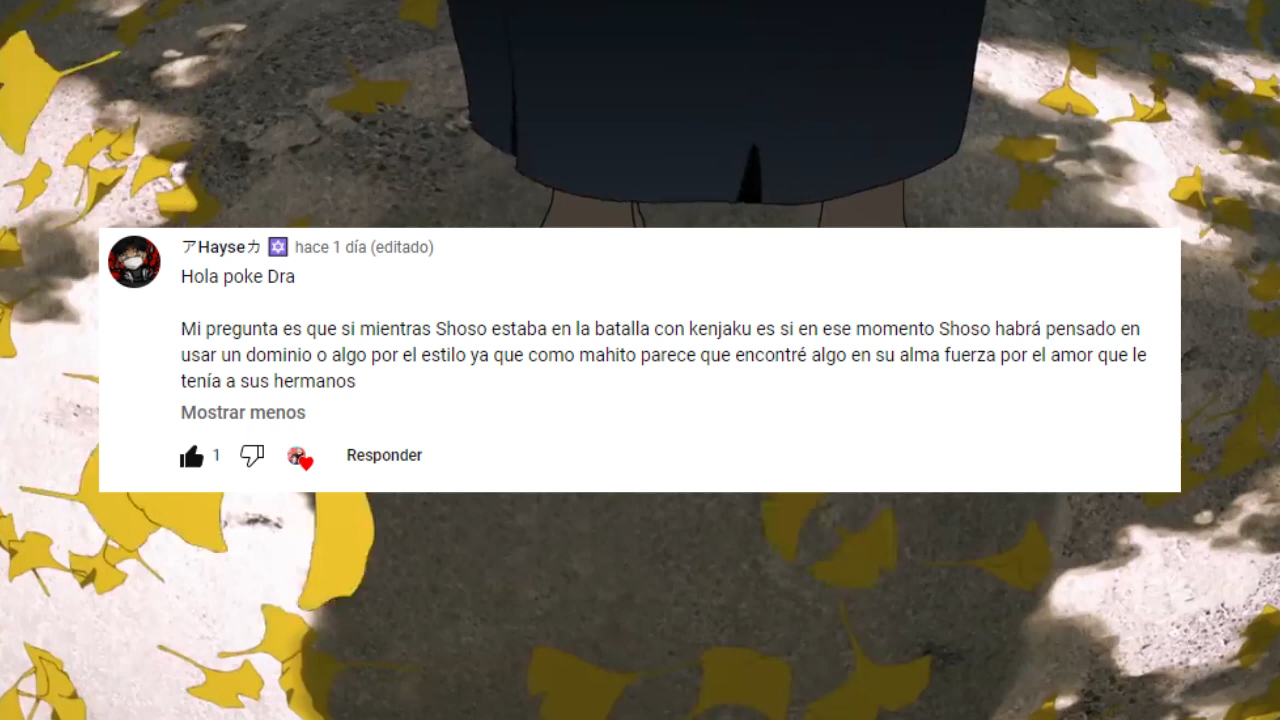 アHayseカ hace 1 día (editado)
Hola poke Dra
Mi pregunta es que si mientras Shoso estaba en la batalla con kenjaku es si en ese momento Shoso habrá pensado en
usar un dominio o algo por el estilo ya que como mahito parece que encontré algo en su alma fuerza por el amor que le
tenía a sus hermanos
Mostrar menos
1 Responder